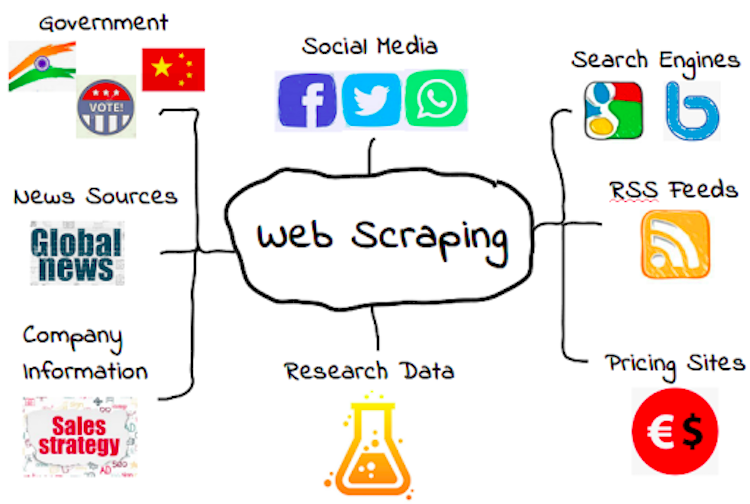 Government
VOTE!
Social Media
Search Engines
News Sources
Global
news
Web Scraping
RSS Feeds
Company
Information
Sales
strategy
Research Data
Pricing Sites
€$